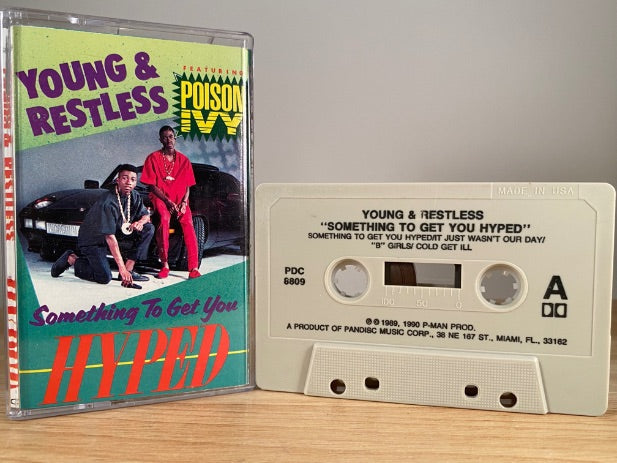 YOUNG &
RESTLESS
FEATURING
POISON
IVY
Something To Get You
HYPED
MADE IN USA
YOUNG & RESTLESS
"SOMETHING TO GET YOU HYPED"
SOMETHING TO GET YOU HYPED/IT JUST WASN'T OUR DAY/
"B" GIRLS/ COLD GET ILL
PDC
6809
A
100 50 0
℗ © 1989, 1990 P-MAN PROD.
A PRODUCT OF PANDISC MUSIC CORP., 38 NE 167 ST., MIAMI, FL., 33162